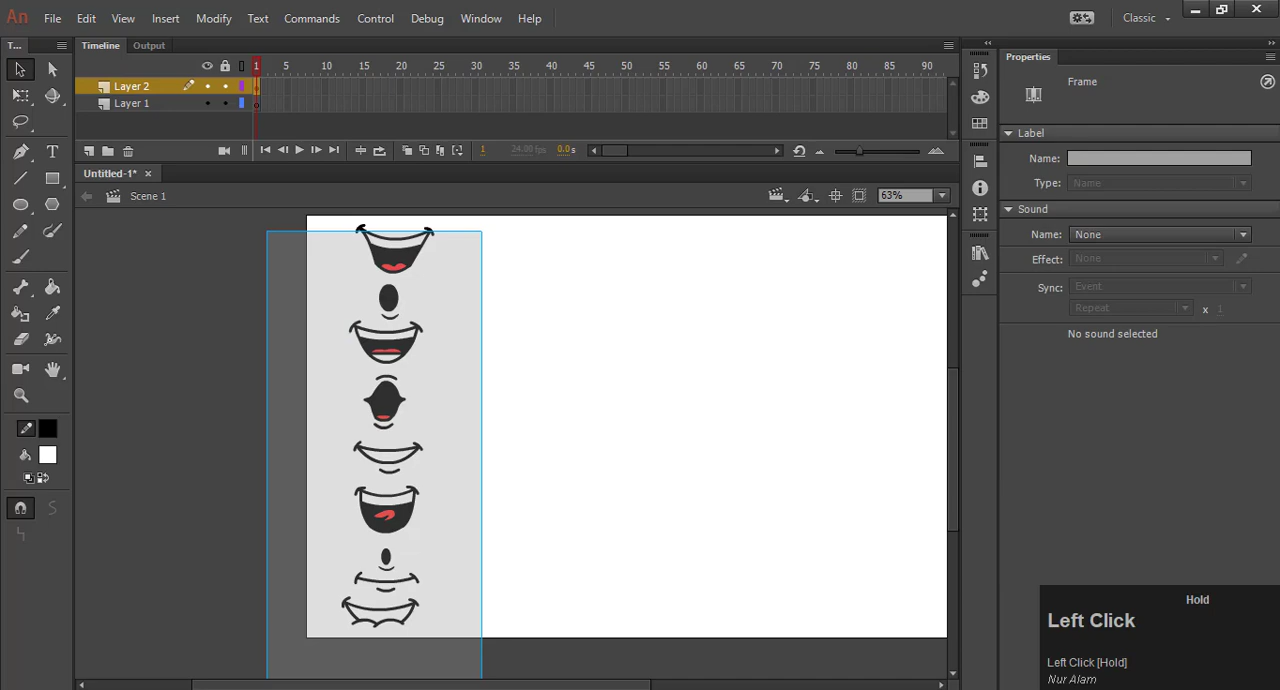 An File Edit View Insert Modify Text Commands Control Debug Window Help Classic
T... Timeline Output Properties
1 5 10 15 20 25 30 35 40 45 50 55 60 65 70 75 80 85 90
Layer 2
Layer 1
Frame
Label
Name:
Type: Name
1 24.00 fps 0.0s
Untitled-1*
Scene 1 63%
Sound
Name: None
Effect: None
Sync: Event
Repeat x 1
No sound selected
Hold
Left Click
Left Click [Hold]
Nur Alam